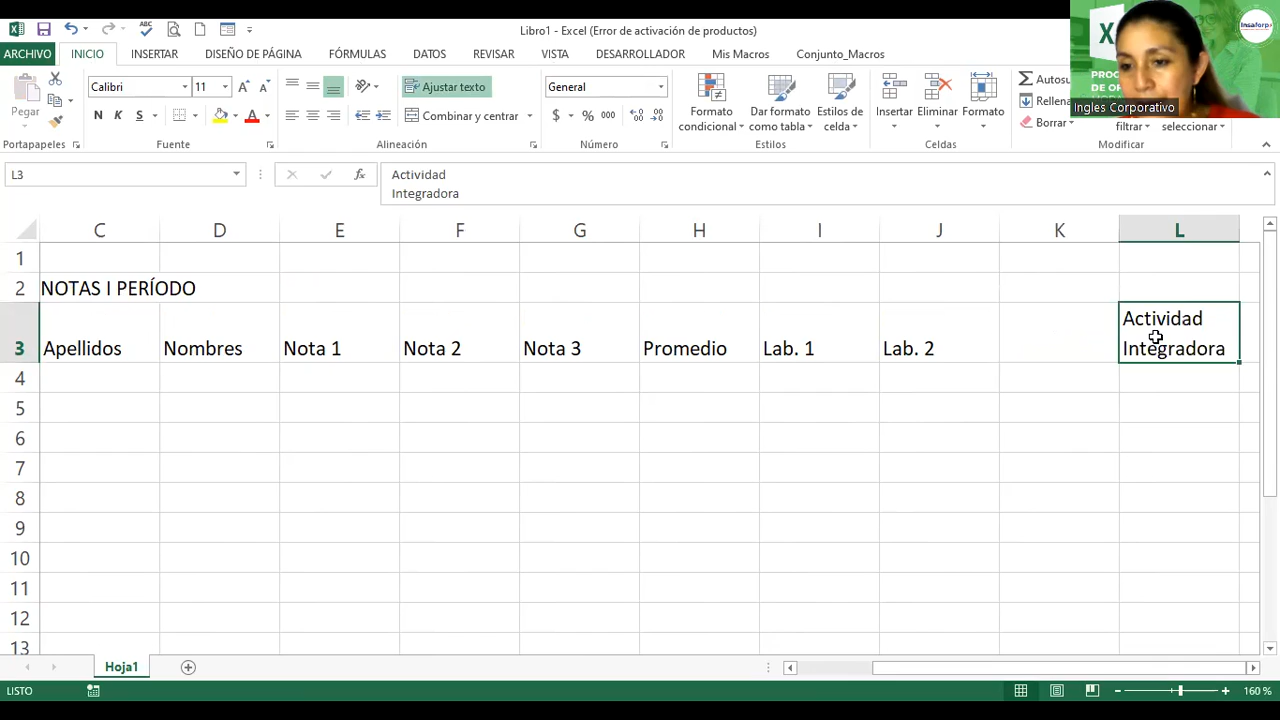 Libro1 - Excel (Error de activación de productos)
ARCHIVO INICIO INSERTAR DISEÑO DE PÁGINA FÓRMULAS DATOS REVISAR VISTA DESARROLLADOR Mis Macros Conjunto_Macros
Insaforp
Ingles Corporativo
Pegar
Calibri 11
N K S
Ajustar texto
Combinar y centrar
General
$ % 000
Formato condicional
Dar formato como tabla
Estilos de celda
Insertar Eliminar Formato
Autosu
Rellena
Borrar
filtrar
seleccionar
Portapapeles Fuente Alineación Número Estilos Celdas Modificar
L3
fx
Actividad
Integradora
C D E F G H I J K L
1
2 NOTAS I PERÍODO
3 Apellidos Nombres Nota 1 Nota 2 Nota 3 Promedio Lab. 1 Lab. 2 Actividad
Integradora
4
5
6
7
8
9
10
11
12
13
Hoja1
LISTO
160 %